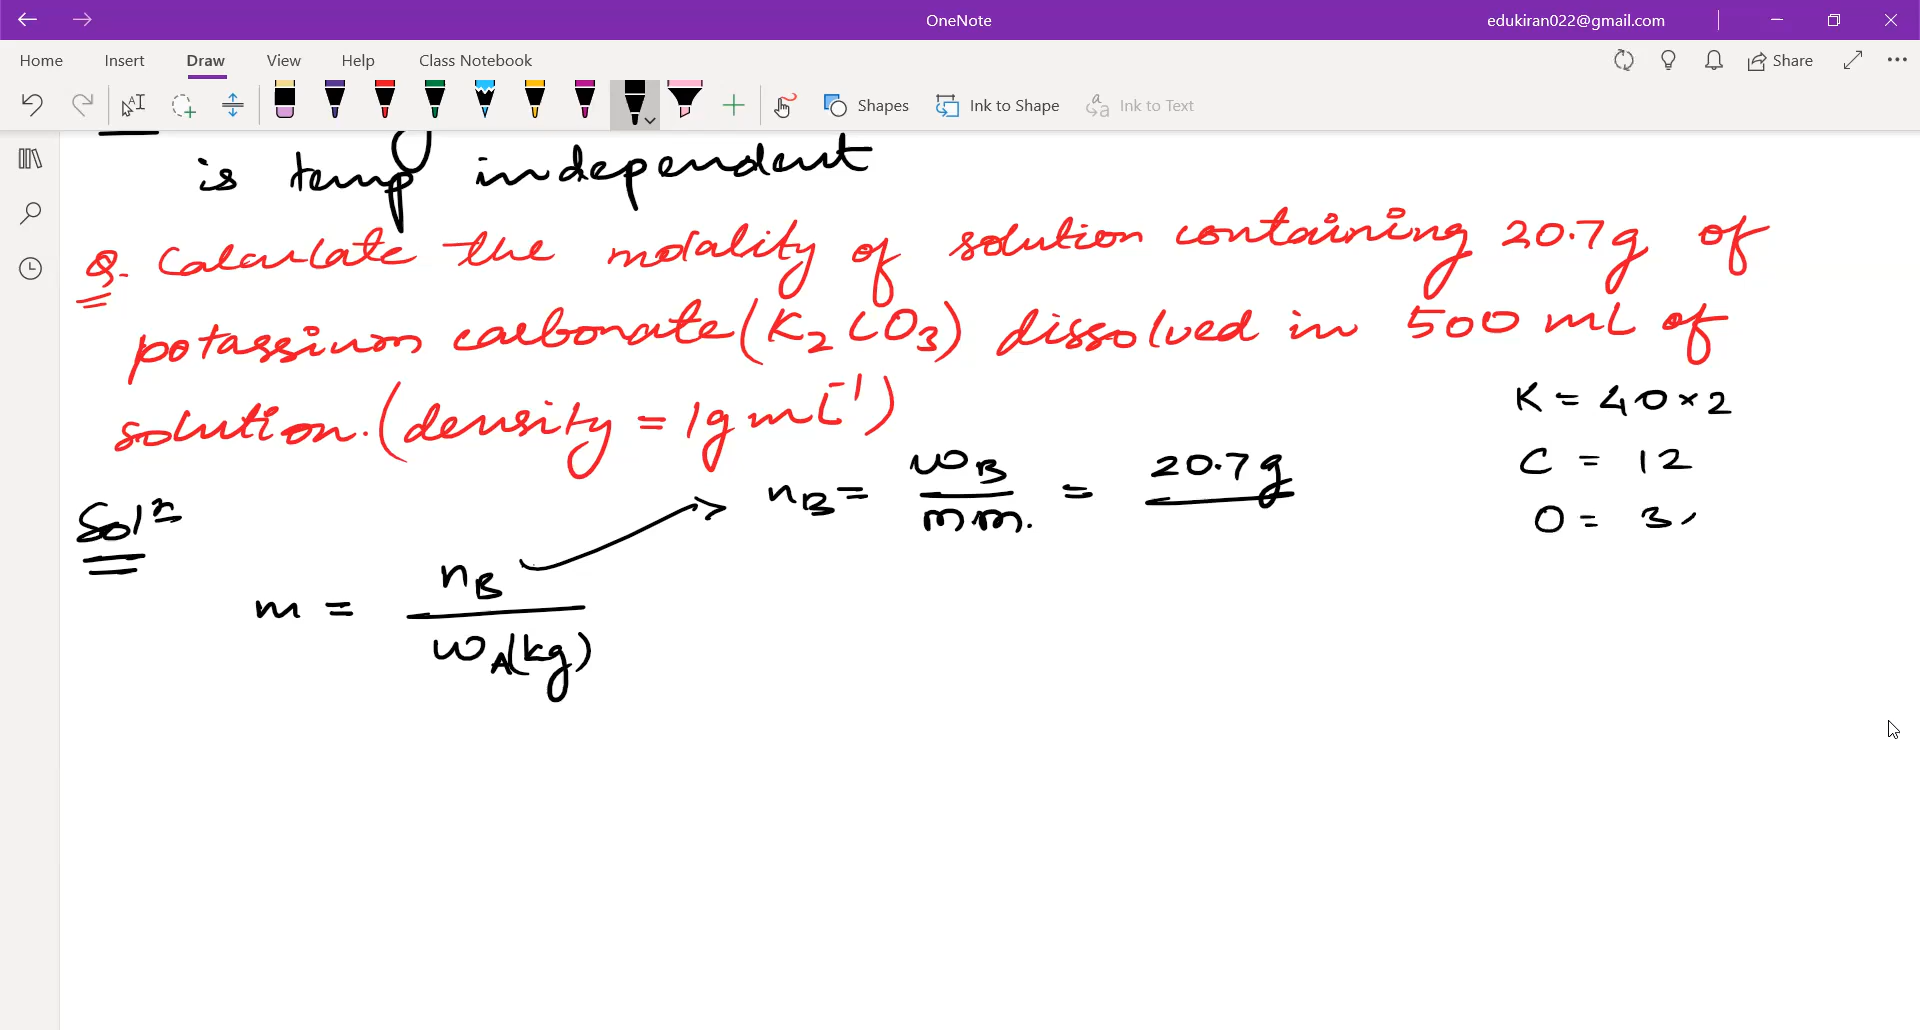 OneNote
edukiran022@gmail.com
Home Insert Draw View Help Class Notebook
Share
Shapes Ink to Shape Ink to Text
is temp independent
Q. Calculate the molality of solution containing 20.7g of
potassium carbonate (K2CO3) dissolved in 500 mL of
solution. (density = 1g mL⁻¹)
K = 40 × 2
C = 12
O = 3
Solⁿ
nB = wB / m.m. = 20.7g
m = nB / wA(kg)